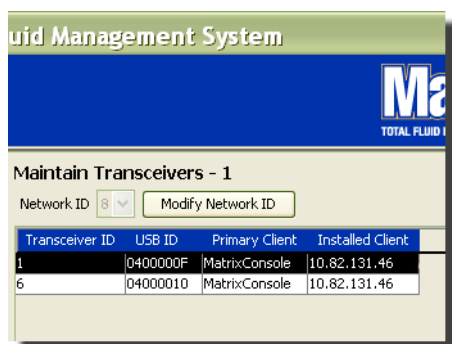 uid Management System
Ma
TOTAL FLUID
Maintain Transceivers - 1
Network ID 8 Modify Network ID
Transceiver ID USB ID Primary Client Installed Client
1 0400000F MatrixConsole 10.82.131.46
6 04000010 MatrixConsole 10.82.131.46